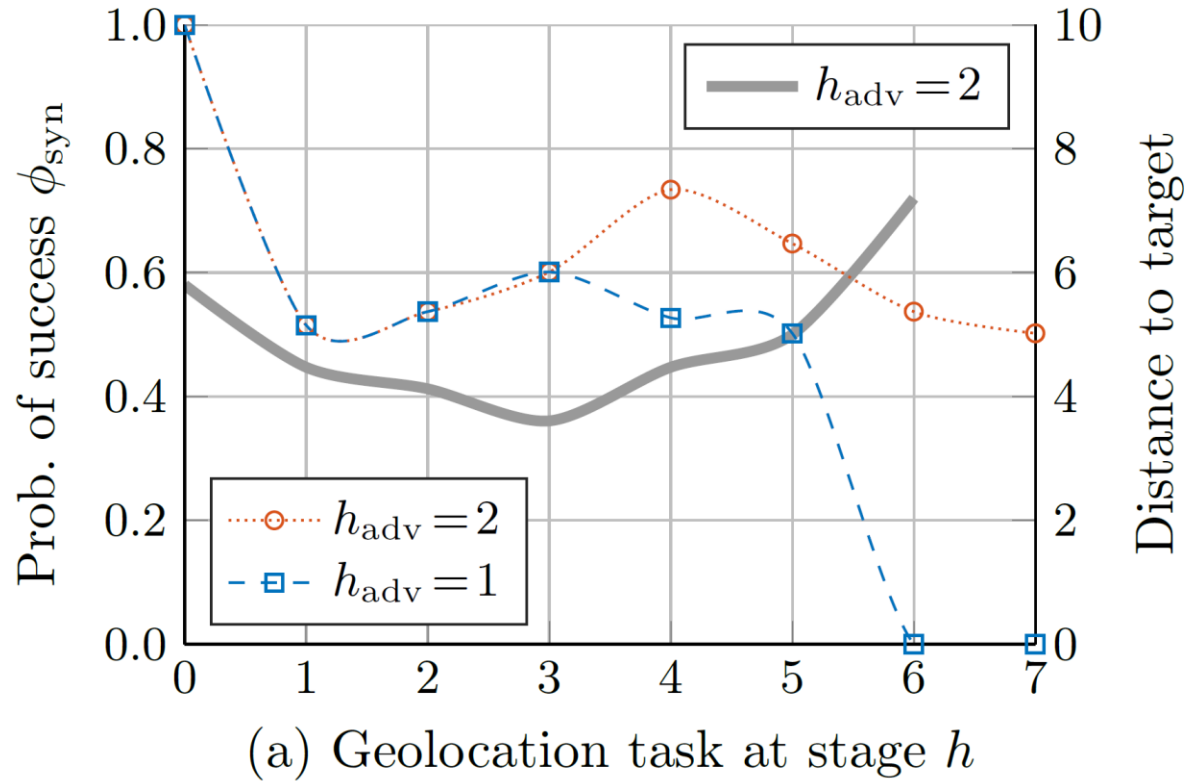 1.0
0.8
0.6
0.4
0.2
0.0
Prob. of success ϕsyn
10
8
6
4
2
0
Distance to target
hadv = 2
hadv = 2
hadv = 1
0 1 2 3 4 5 6 7
(a) Geolocation task at stage h